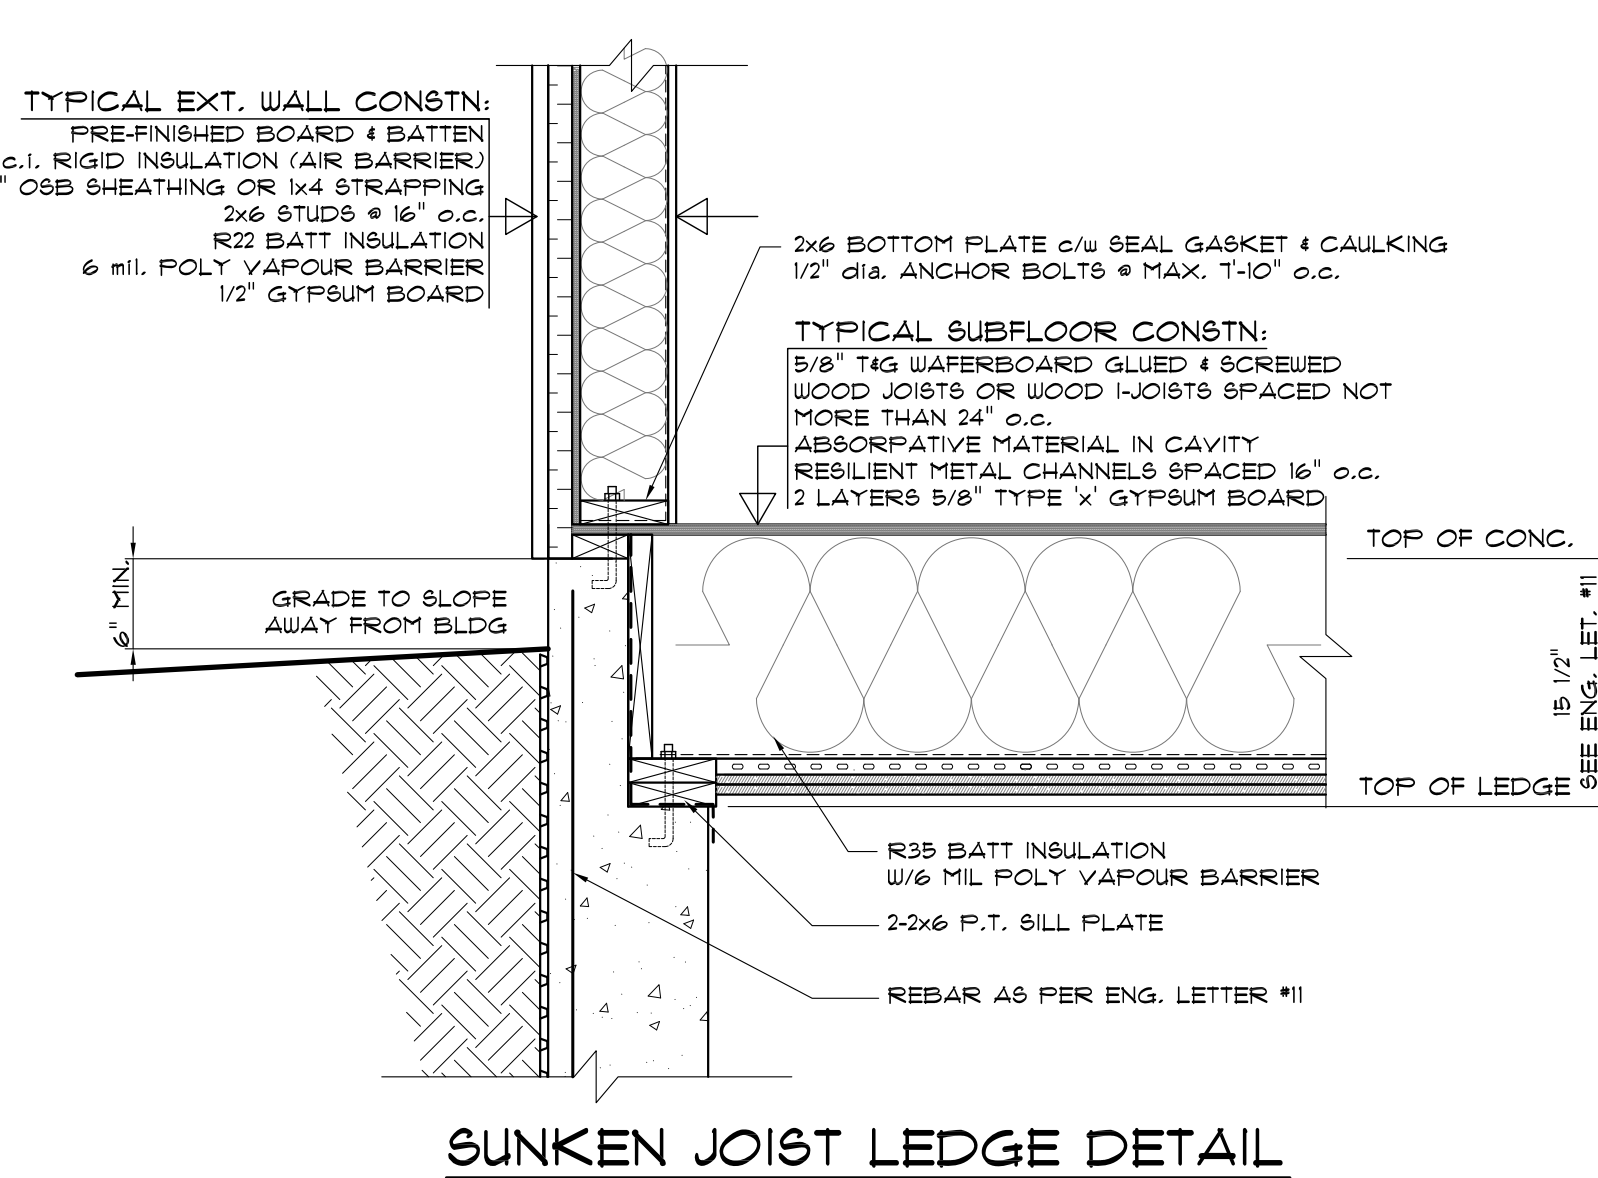 TYPICAL EXT. WALL CONSTN:
PRE-FINISHED BOARD & BATTEN
c.i. RIGID INSULATION (AIR BARRIER)
" OSB SHEATHING OR 1x4 STRAPPING
2x6 STUDS @ 16" o.c.
R22 BATT INSULATION
6 mil. POLY VAPOUR BARRIER
1/2" GYPSUM BOARD
2x6 BOTTOM PLATE c/w SEAL GASKET & CAULKING
1/2" dia. ANCHOR BOLTS @ MAX. 7'-10" o.c.
TYPICAL SUBFLOOR CONSTN:
5/8" T&G WAFERBOARD GLUED & SCREWED
WOOD JOISTS OR WOOD I-JOISTS SPACED NOT
MORE THAN 24" o.c.
ABSORPATIVE MATERIAL IN CAVITY
RESILIENT METAL CHANNELS SPACED 16" o.c.
2 LAYERS 5/8" TYPE 'x' GYPSUM BOARD
TOP OF CONC.
6" MIN.
GRADE TO SLOPE
AWAY FROM BLDG
15 1/2"
SEE ENG. LET. #11
TOP OF LEDGE
R35 BATT INSULATION
W/6 MIL POLY VAPOUR BARRIER
2-2x6 P.T. SILL PLATE
REBAR AS PER ENG. LETTER #11
SUNKEN JOIST LEDGE DETAIL